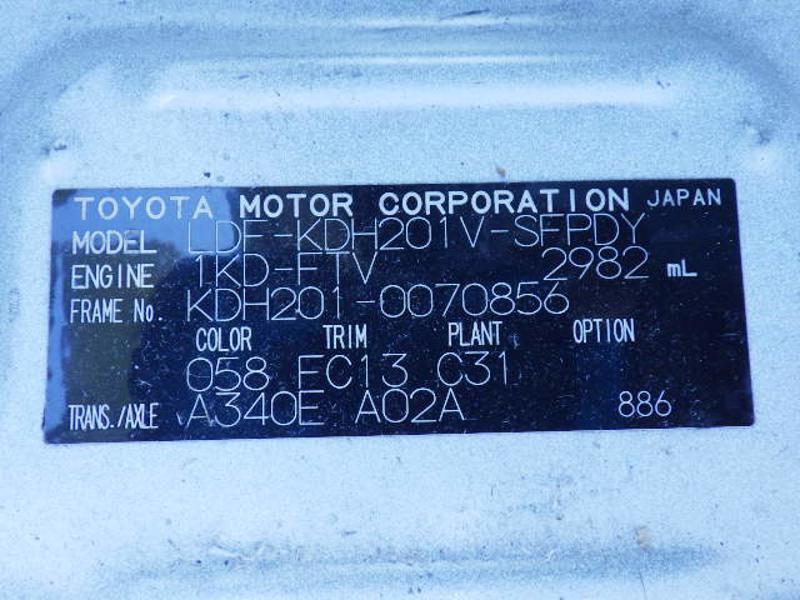 TOYOTA MOTOR CORPORATION JAPAN
MODEL LDF-KDH201V-SFPDY
ENGINE 1KD-FTV 2982 mL
FRAME No. KDH201-0070856
COLOR TRIM PLANT OPTION
058 FC13 C31
TRANS./AXLE A340E A02A 886